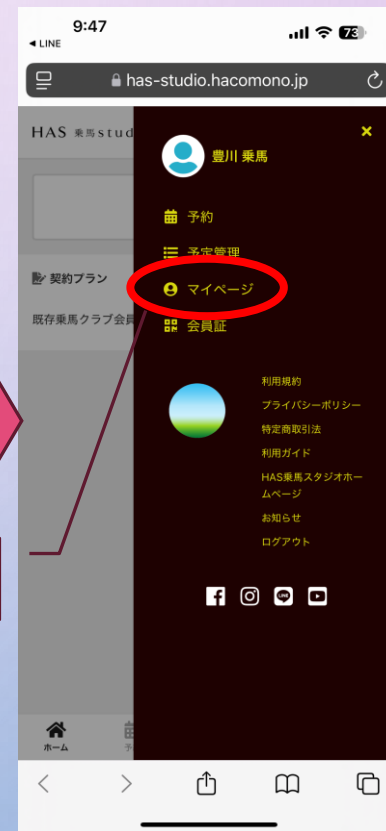 9:47
73
◀ LINE
has-studio.hacomono.jp
HAS 乗馬stud
×
豊川 乗馬
予約
予定管理
契約プラン
マイページ
既存乗馬クラブ会員
会員証
利用規約
プライバシーポリシー
特定商取引法
利用ガイド
HAS乗馬スタジオホー
ムページ
お知らせ
ログアウト
ホーム